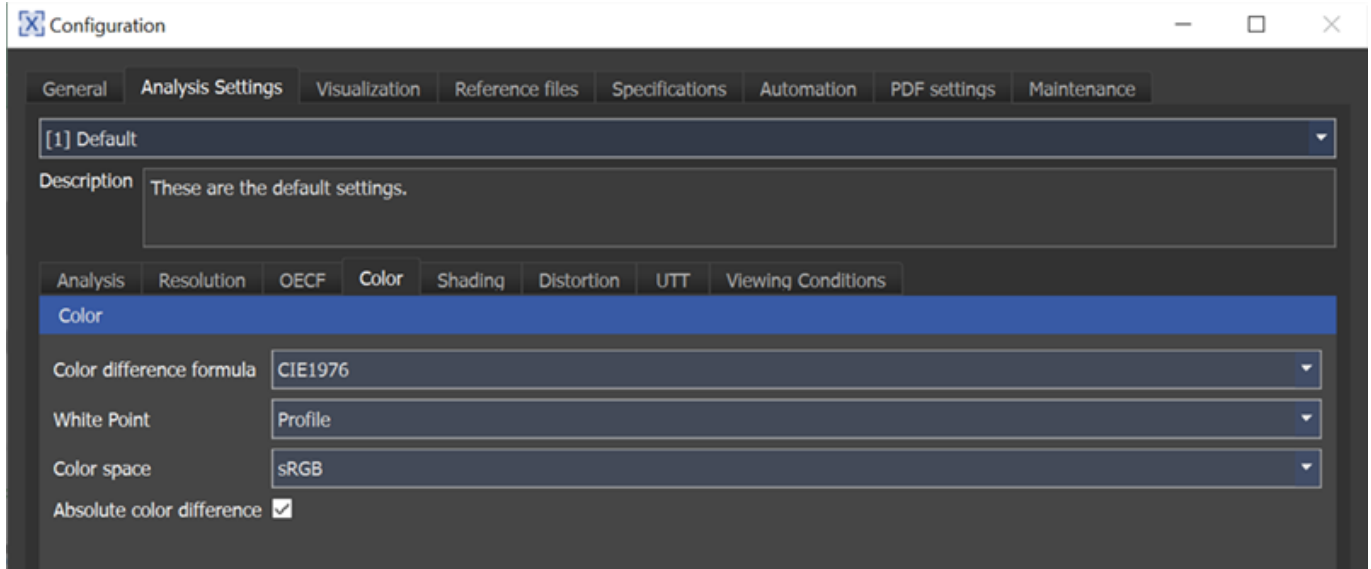 Configuration
General Analysis Settings Visualization Reference files Specifications Automation PDF settings Maintenance
[1] Default
Description These are the default settings.
Analysis Resolution OECF Color Shading Distortion UTT Viewing Conditions
Color
Color difference formula CIE1976
White Point Profile
Color space sRGB
Absolute color difference